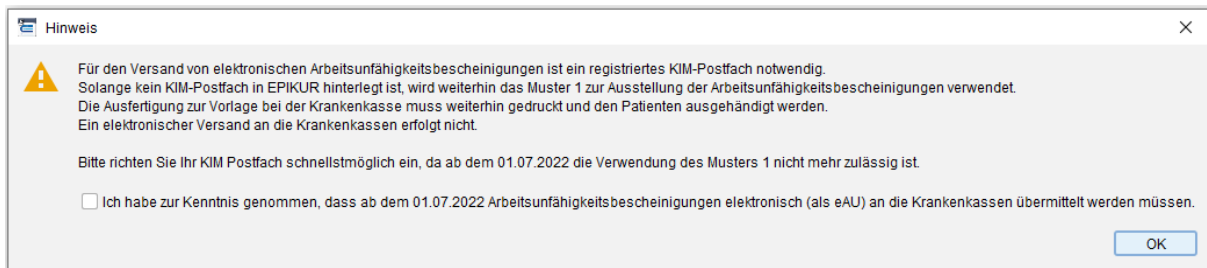 Hinweis
Für den Versand von elektronischen Arbeitsunfähigkeitsbescheinigungen ist ein registriertes KIM-Postfach notwendig.
Solange kein KIM-Postfach in EPIKUR hinterlegt ist, wird weiterhin das Muster 1 zur Ausstellung der Arbeitsunfähigkeitsbescheinigungen verwendet.
Die Ausfertigung zur Vorlage bei der Krankenkasse muss weiterhin gedruckt und den Patienten ausgehändigt werden.
Ein elektronischer Versand an die Krankenkassen erfolgt nicht.
Bitte richten Sie Ihr KIM Postfach schnellstmöglich ein, da ab dem 01.07.2022 die Verwendung des Musters 1 nicht mehr zulässig ist.
Ich habe zur Kenntnis genommen, dass ab dem 01.07.2022 Arbeitsunfähigkeitsbescheinigungen elektronisch (als eAU) an die Krankenkassen übermittelt werden müssen.
OK